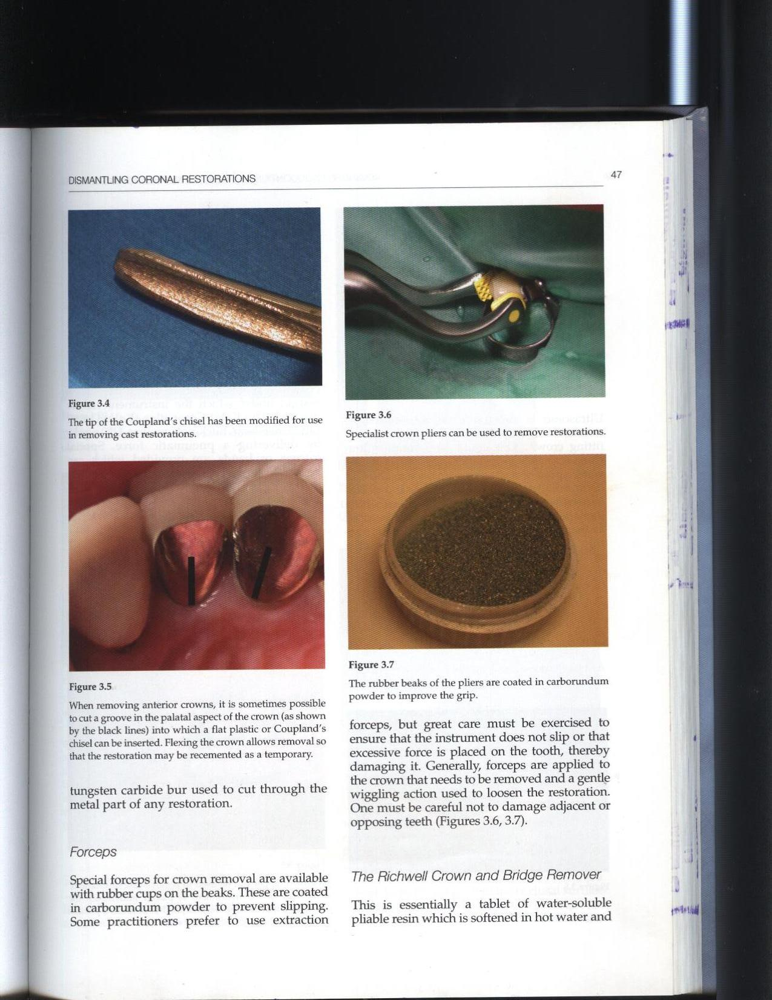 DISMANTLING CORONAL RESTORATIONS
47
Figure 3.4
The tip of the Coupland's chisel has been modified for use
in removing cast restorations.
Figure 3.5
When removing anterior crowns, it is sometimes possible
to cut a groove in the palatal aspect of the crown (as shown
by the black lines) into which a flat plastic or Coupland's
chisel can be inserted. Flexing the crown allows removal so
that the restoration may be recemented as a temporary.
tungsten carbide bur used to cut through the
metal part of any restoration.
Forceps
Special forceps for crown removal are available
with rubber cups on the beaks. These are coated
in carborundum powder to prevent slipping.
Some practitioners prefer to use extraction
Figure 3.6
Specialist crown pliers can be used to remove restorations.
Figure 3.7
The rubber beaks of the pliers are coated in carborundum
powder to improve the grip.
forceps, but great care must be exercised to
ensure that the instrument does not slip or that
excessive force is placed on the tooth, thereby
damaging it. Generally, forceps are applied to
the crown that needs to be removed and a gentle
wiggling action used to loosen the restoration.
One must be careful not to damage adjacent or
opposing teeth (Figures 3.6, 3.7).
The Richwell Crown and Bridge Remover
This is essentially a tablet of water-soluble
pliable resin which is softened in hot water and